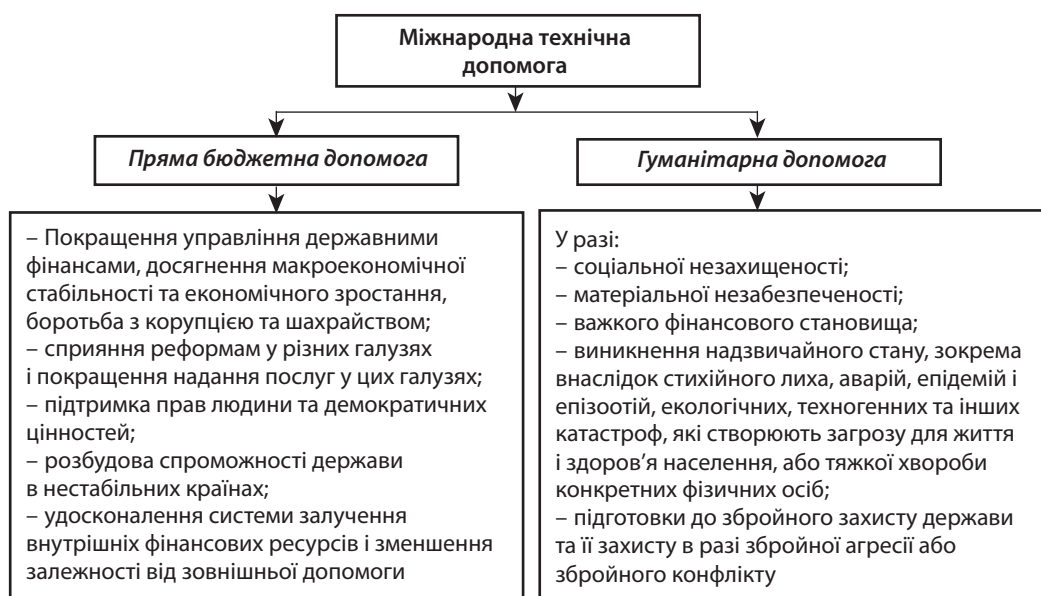 Міжнародна технічна
допомога
Пряма бюджетна допомога
Гуманітарна допомога
– Покращення управління державними
фінансами, досягнення макроекономічної
стабільності та економічного зростання,
боротьба з корупцією та шахрайством;
– сприяння реформам у різних галузях
і покращення надання послуг у цих галузях;
– підтримка прав людини та демократичних
цінностей;
– розбудова спроможності держави
в нестабільних країнах;
– удосконалення системи залучення
внутрішніх фінансових ресурсів і зменшення
залежності від зовнішньої допомоги
У разі:
– соціальної незахищеності;
– матеріальної незабезпеченості;
– важкого фінансового становища;
– виникнення надзвичайного стану, зокрема
внаслідок стихійного лиха, аварій, епідемій і
епізоотій, екологічних, техногенних та інших
катастроф, які створюють загрозу для життя
і здоров’я населення, або тяжкої хвороби
конкретних фізичних осіб;
– підготовки до збройного захисту держави
та її захисту в разі збройної агресії або
збройного конфлікту